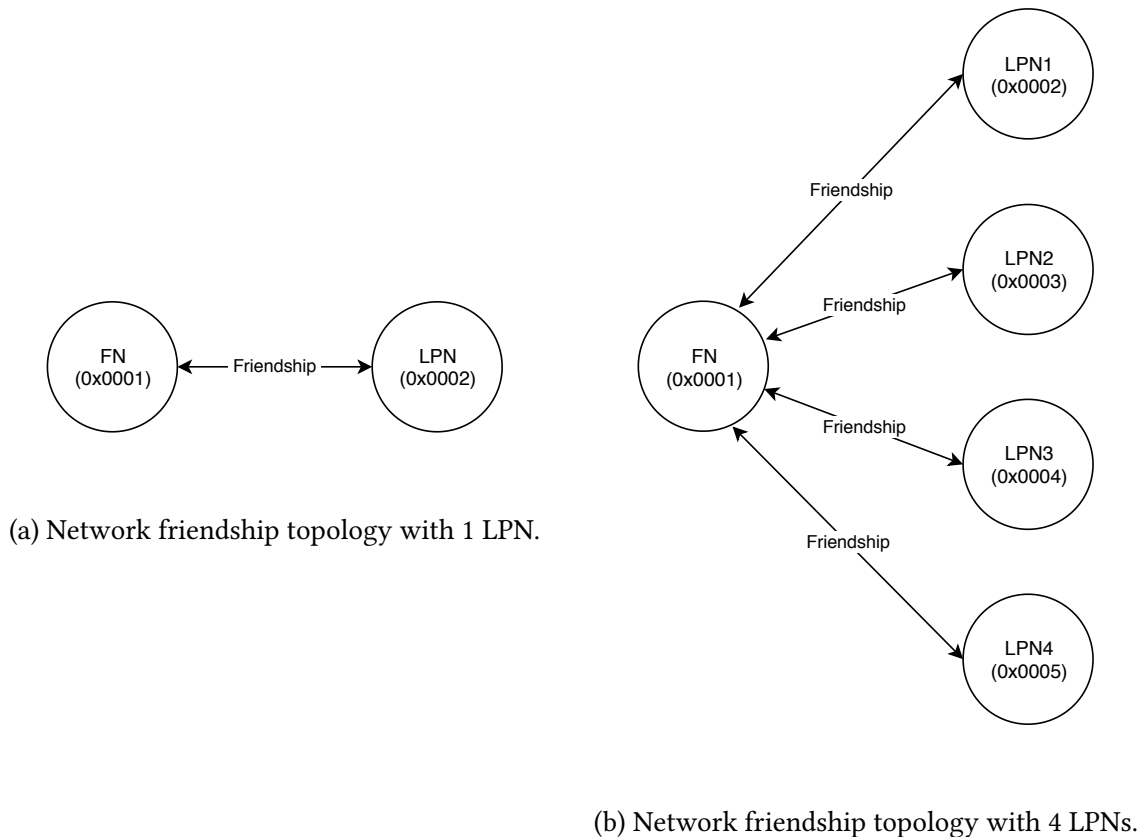 FN
(0x0001)
Friendship
LPN
(0x0002)
(a) Network friendship topology with 1 LPN.
LPN1
(0x0002)
Friendship
LPN2
(0x0003)
Friendship
FN
(0x0001)
Friendship
LPN3
(0x0004)
Friendship
LPN4
(0x0005)
(b) Network friendship topology with 4 LPNs.